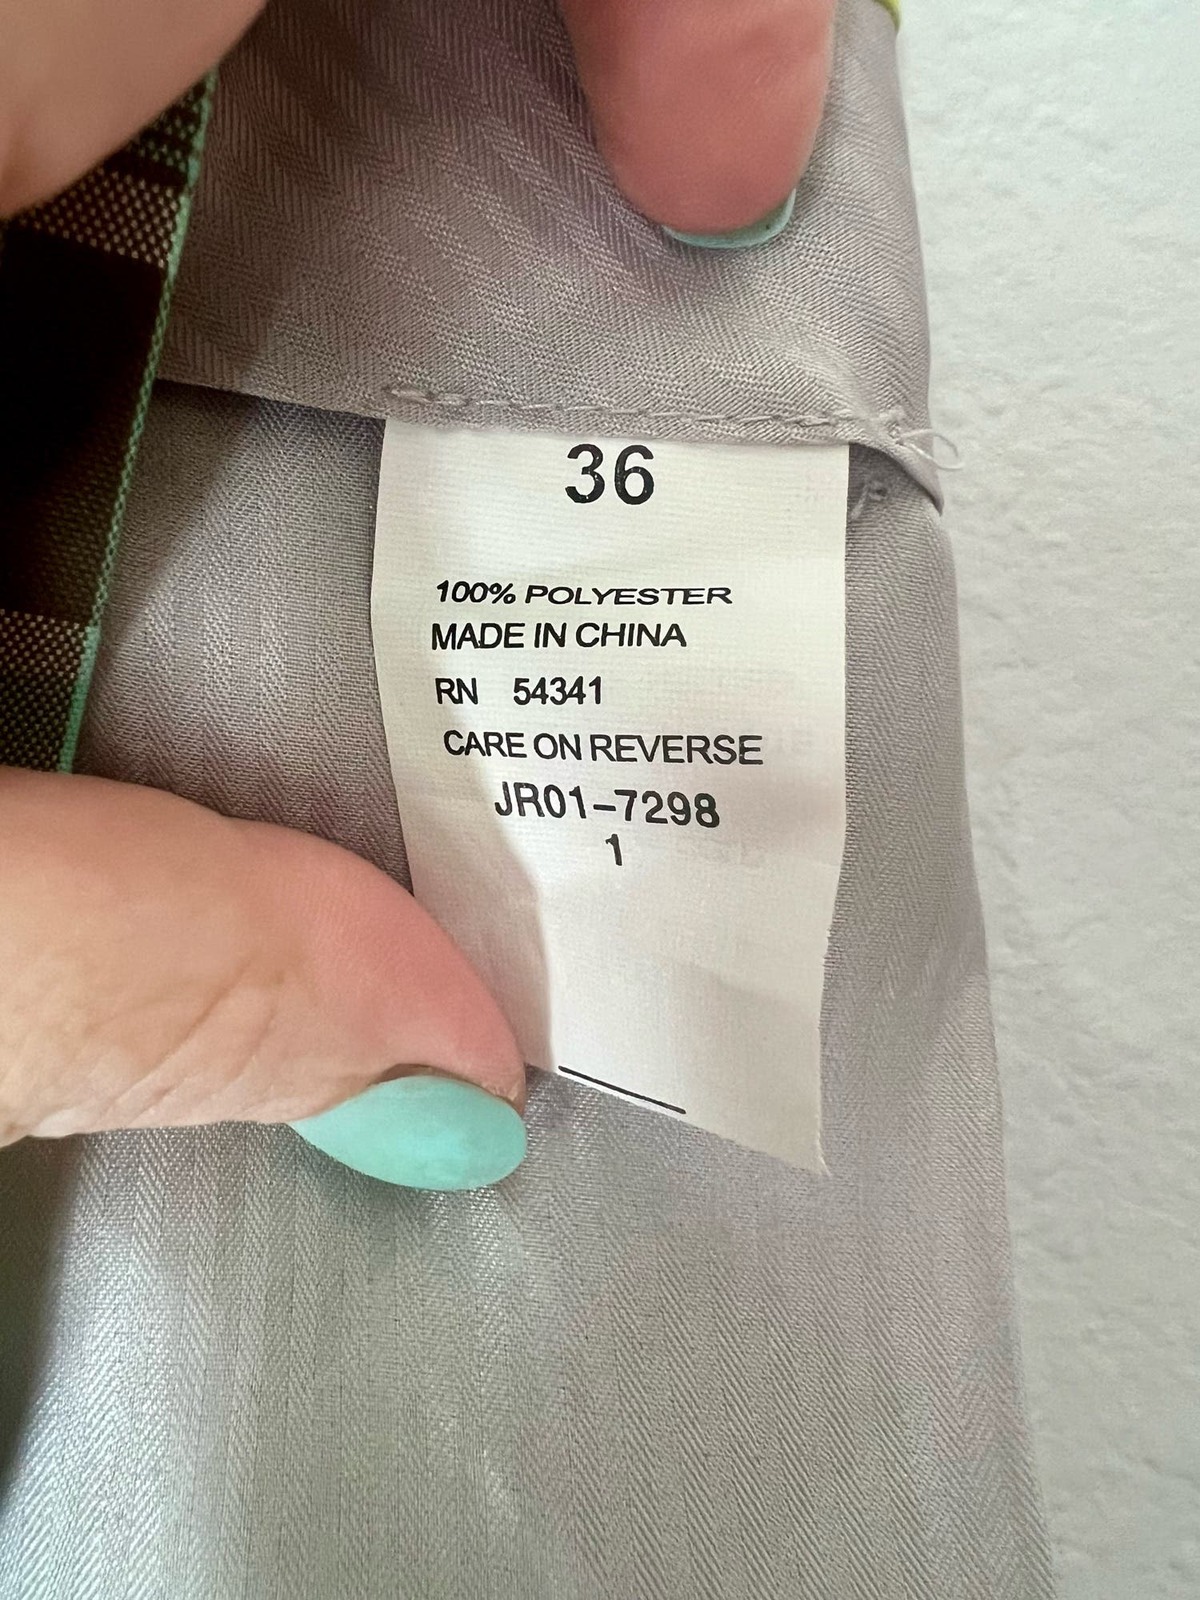 36
100% POLYESTER
MADE IN CHINA
RN 54341
CARE ON REVERSE
JR01-7298
1